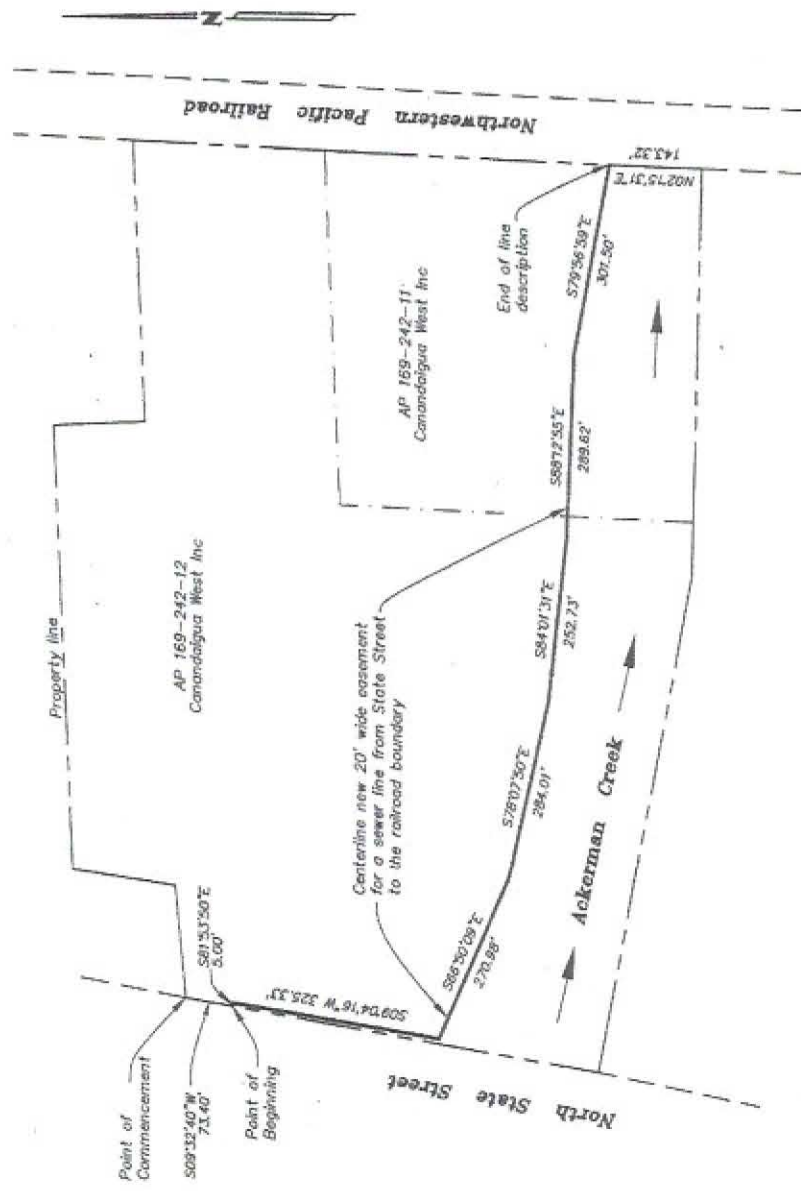 N
Northwestern Pacific Railroad
Property line
AP 169-242-12
Canandaigua West Inc
AP 169-242-11
Canandaigua West Inc
Point of
Commencement
S09°32'40"W
73.40'
S81°53'50"E
5.00'
Point of
Beginning
S09°04'16"W 325.33'
Centerline new 20' wide easement
for a sewer line from State Street
to the railroad boundary
S66°50'09"E
270.98'
S78°07'50"E
284.01'
S84°01'31"E
252.73'
S88°12'55"E
289.62'
S79°56'59"E
301.50'
End of line
description
N02°15'31"E
143.32'
Ackerman Creek
North State Street